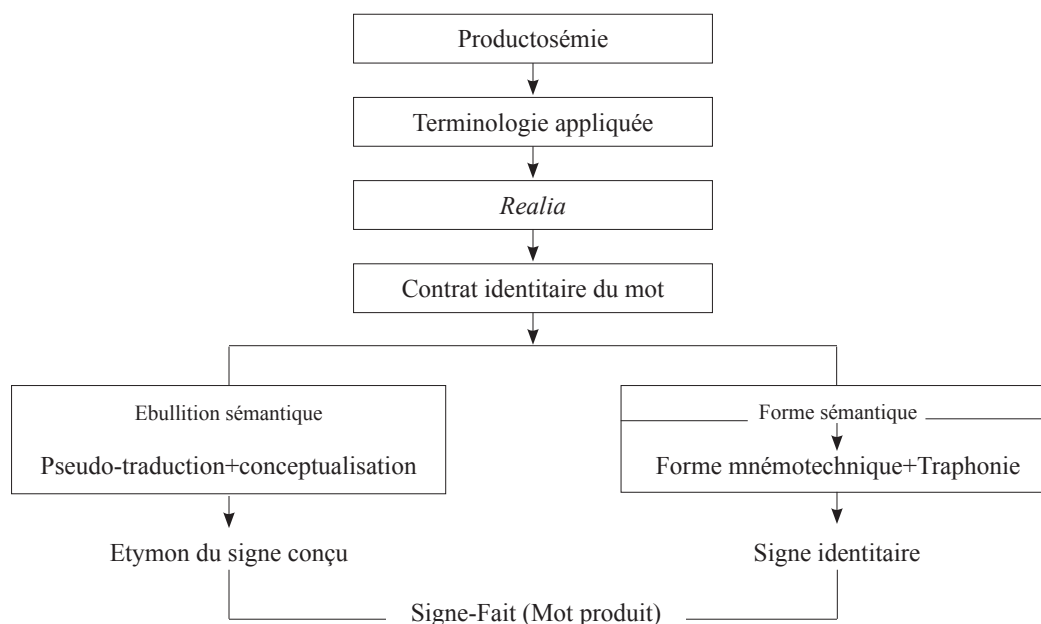 Productosémie
Terminologie appliquée
Realia
Contrat identitaire du mot
Ebullition sémantique
Pseudo-traduction+conceptualisation
Forme sémantique
Forme mnémotechnique+Traphonie
Etymon du signe conçu
Signe identitaire
Signe-Fait (Mot produit)